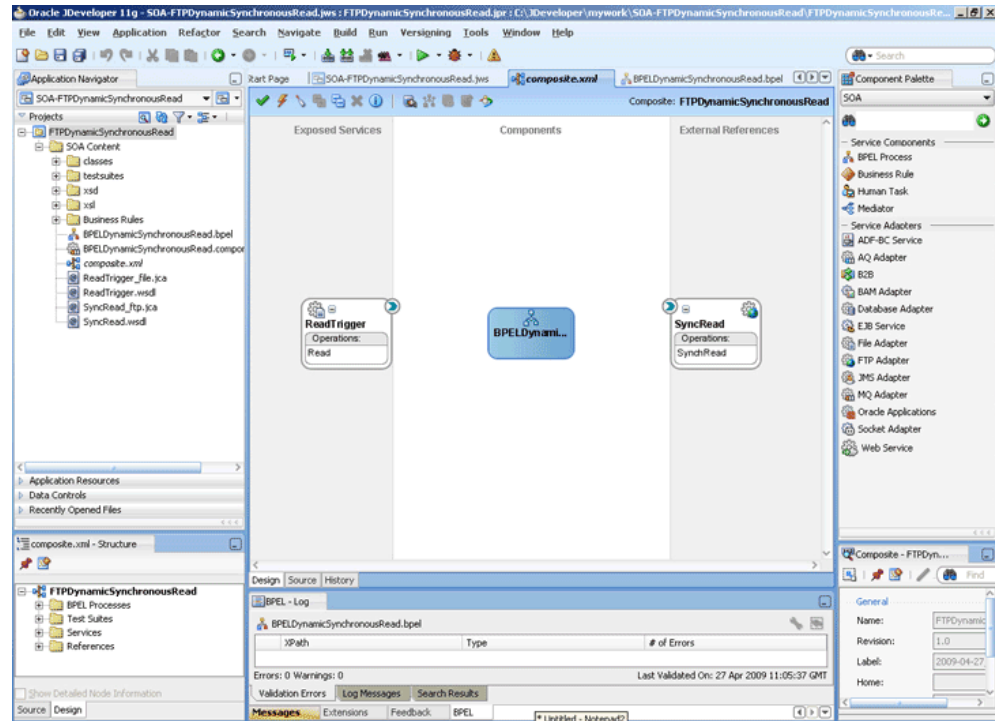 Oracle JDeveloper 11g - SOA-FTPDynamicSynchronousRead.jws : FTPDynamicSynchronousRead.jpr : C:\JDeveloper\mywork\SOA-FTPDynamicSynchronousRead\FTPDynamicSynchronousRe...
File Edit View Application Refactor Search Navigate Build Run Versioning Tools Window Help
Search
Application Navigator
SOA-FTPDynamicSynchronousRead
Projects
FTPDynamicSynchronousRead
SOA Content
classes
testsuites
xsd
xsl
Business Rules
BPELDynamicSynchronousRead.bpel
BPELDynamicSynchronousRead.compor
composite.xml
ReadTrigger_file.jca
ReadTrigger.wsdl
SyncRead_ftp.jca
SyncRead.wsdl
Application Resources
Data Controls
Recently Opened Files
composite.xml - Structure
FTPDynamicSynchronousRead
BPEL Processes
Test Suites
Services
References
Show Detailed Node Information
Source Design
tart Page SOA-FTPDynamicSynchronousRead.jws composite.xml BPELDynamicSynchronousRead.bpel
Composite: FTPDynamicSynchronousRead
Exposed Services Components External References
ReadTrigger
Operations:
Read
BPELDynami...
SyncRead
Operations:
SynchRead
Design Source History
BPEL - Log
BPELDynamicSynchronousRead.bpel
XPath Type # of Errors
Errors: 0 Warnings: 0 Last Validated On: 27 Apr 2009 11:05:37 GMT
Validation Errors Log Messages Search Results
Messages Extensions Feedback BPEL
* Untitled - Notepad2
Component Palette
SOA
Service Components
BPEL Process
Business Rule
Human Task
Mediator
Service Adapters
ADF-BC Service
AQ Adapter
B2B
BAM Adapter
Database Adapter
EJB Service
File Adapter
FTP Adapter
JMS Adapter
MQ Adapter
Oracle Applications
Socket Adapter
Web Service
Composite - FTPDyn...
Find
General
Name: FTPDynamic
Revision: 1.0
Label: 2009-04-27
Home: